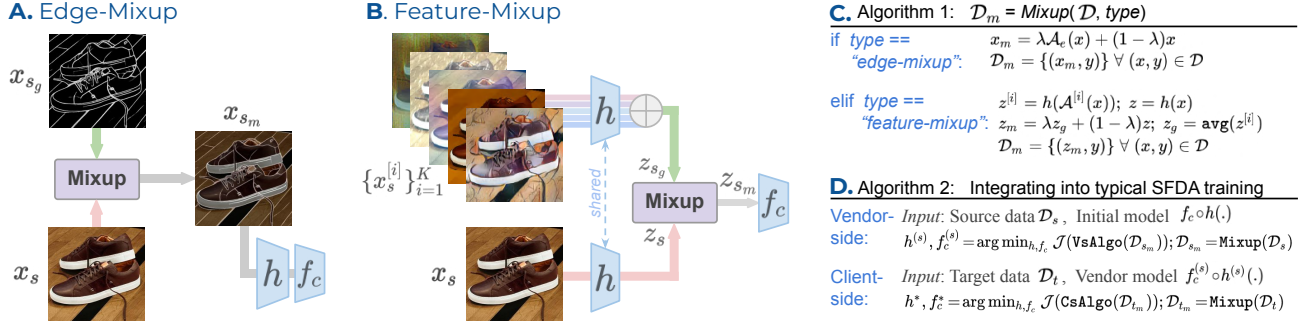 A. Edge-Mixup
x_{s_g}
x_{s_m}
Mixup
x_s
h f_c
B. Feature-Mixup
{x_s^{[i]}}_{i=1}^K
h
⊕
shared
z_{s_g}
Mixup
z_{s_m}
f_c
z_s
x_s
h
C. Algorithm 1: 𝒟_m = Mixup(𝒟, type)
if type == x_m = λ𝒜_e(x) + (1 − λ)x
"edge-mixup": 𝒟_m = {(x_m, y)} ∀ (x, y) ∈ 𝒟
elif type == z^{[i]} = h(𝒜^{[i]}(x)); z = h(x)
"feature-mixup": z_m = λz_g + (1 − λ)z; z_g = avg(z^{[i]})
𝒟_m = {(z_m, y)} ∀ (x, y) ∈ 𝒟
D. Algorithm 2: Integrating into typical SFDA training
Vendor- Input: Source data 𝒟_s , Initial model f_c∘h(.)
side: h^{(s)}, f_c^{(s)} = arg min_{h,f_c} 𝒥(VsAlgo(𝒟_{s_m})); 𝒟_{s_m} = Mixup(𝒟_s)
Client- Input: Target data 𝒟_t , Vendor model f_c^{(s)}∘h^{(s)}(.)
side: h^*, f_c^* = arg min_{h,f_c} 𝒥(CsAlgo(𝒟_{t_m})); 𝒟_{t_m} = Mixup(𝒟_t)